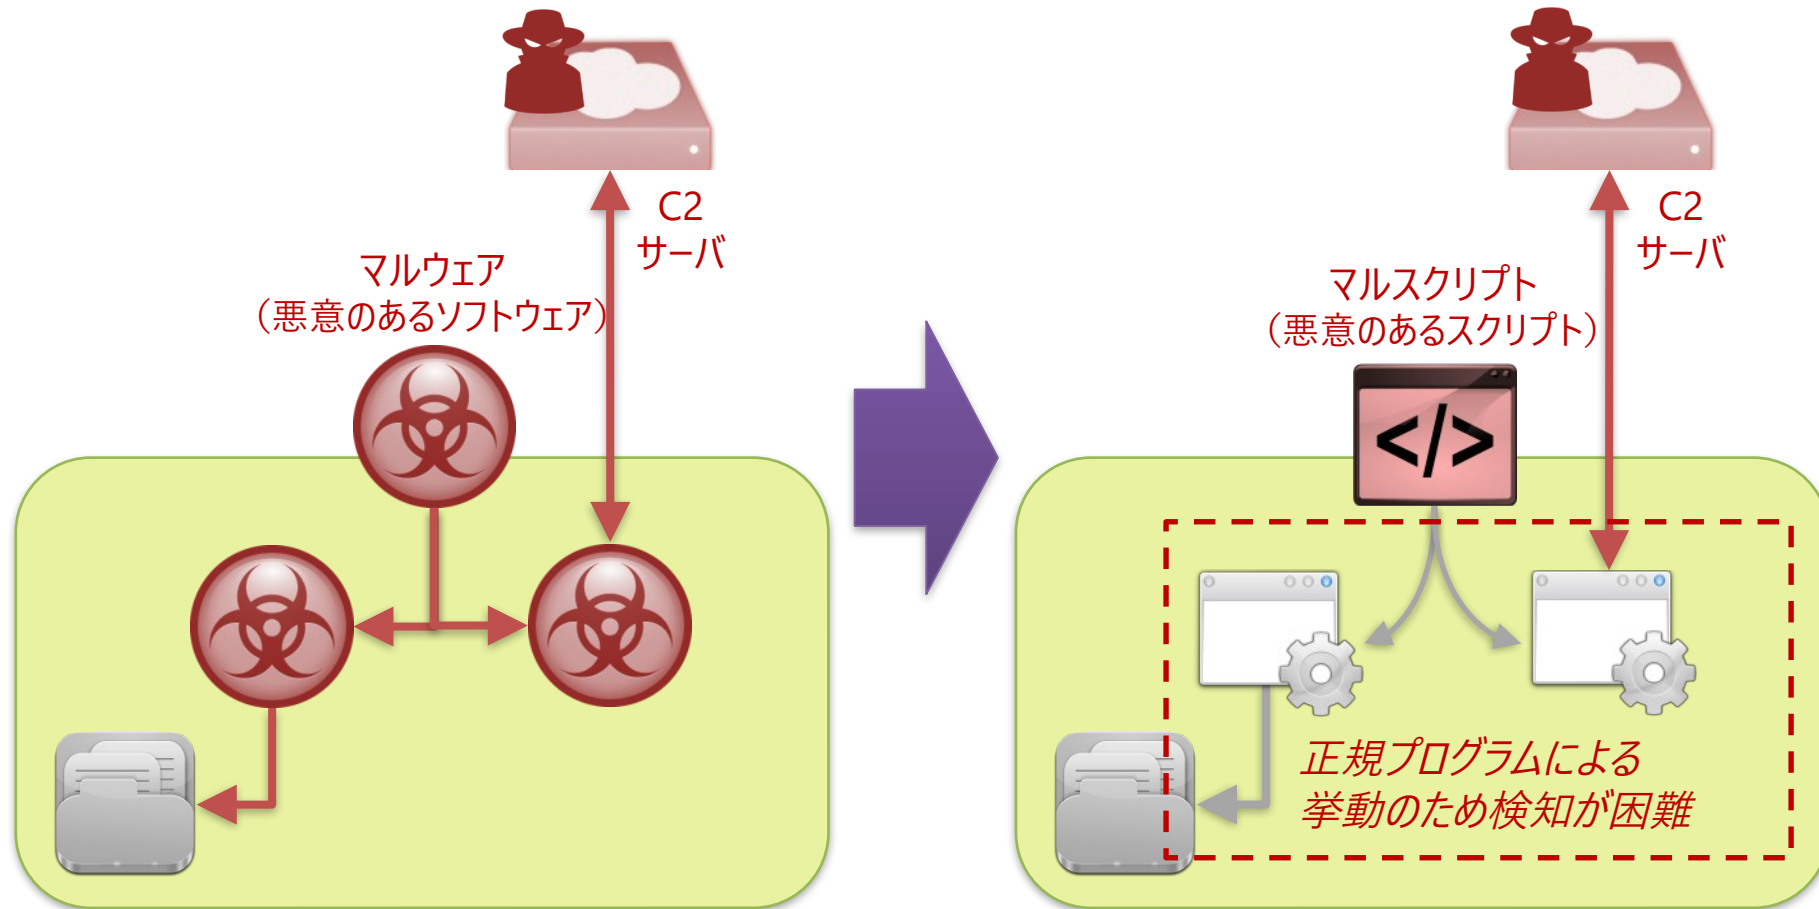 C2
サーバ
マルウェア
（悪意のあるソフトウェア）
C2
サーバ
マルスクリプト
（悪意のあるスクリプト）
</>
正規プログラムによる
挙動のため検知が困難